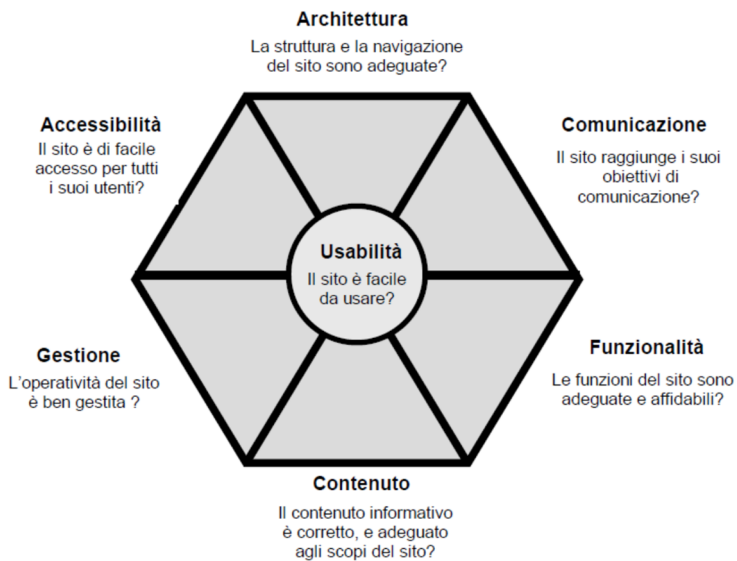 Architettura
La struttura e la navigazione
del sito sono adeguate?
Accessibilità
Il sito è di facile
accesso per tutti
i suoi utenti?
Comunicazione
Il sito raggiunge i suoi
obiettivi di
comunicazione?
Usabilità
Il sito è facile
da usare?
Gestione
L'operatività del sito
è ben gestita ?
Funzionalità
Le funzioni del sito sono
adeguate e affidabili?
Contenuto
Il contenuto informativo
è corretto, e adeguato
agli scopi del sito?